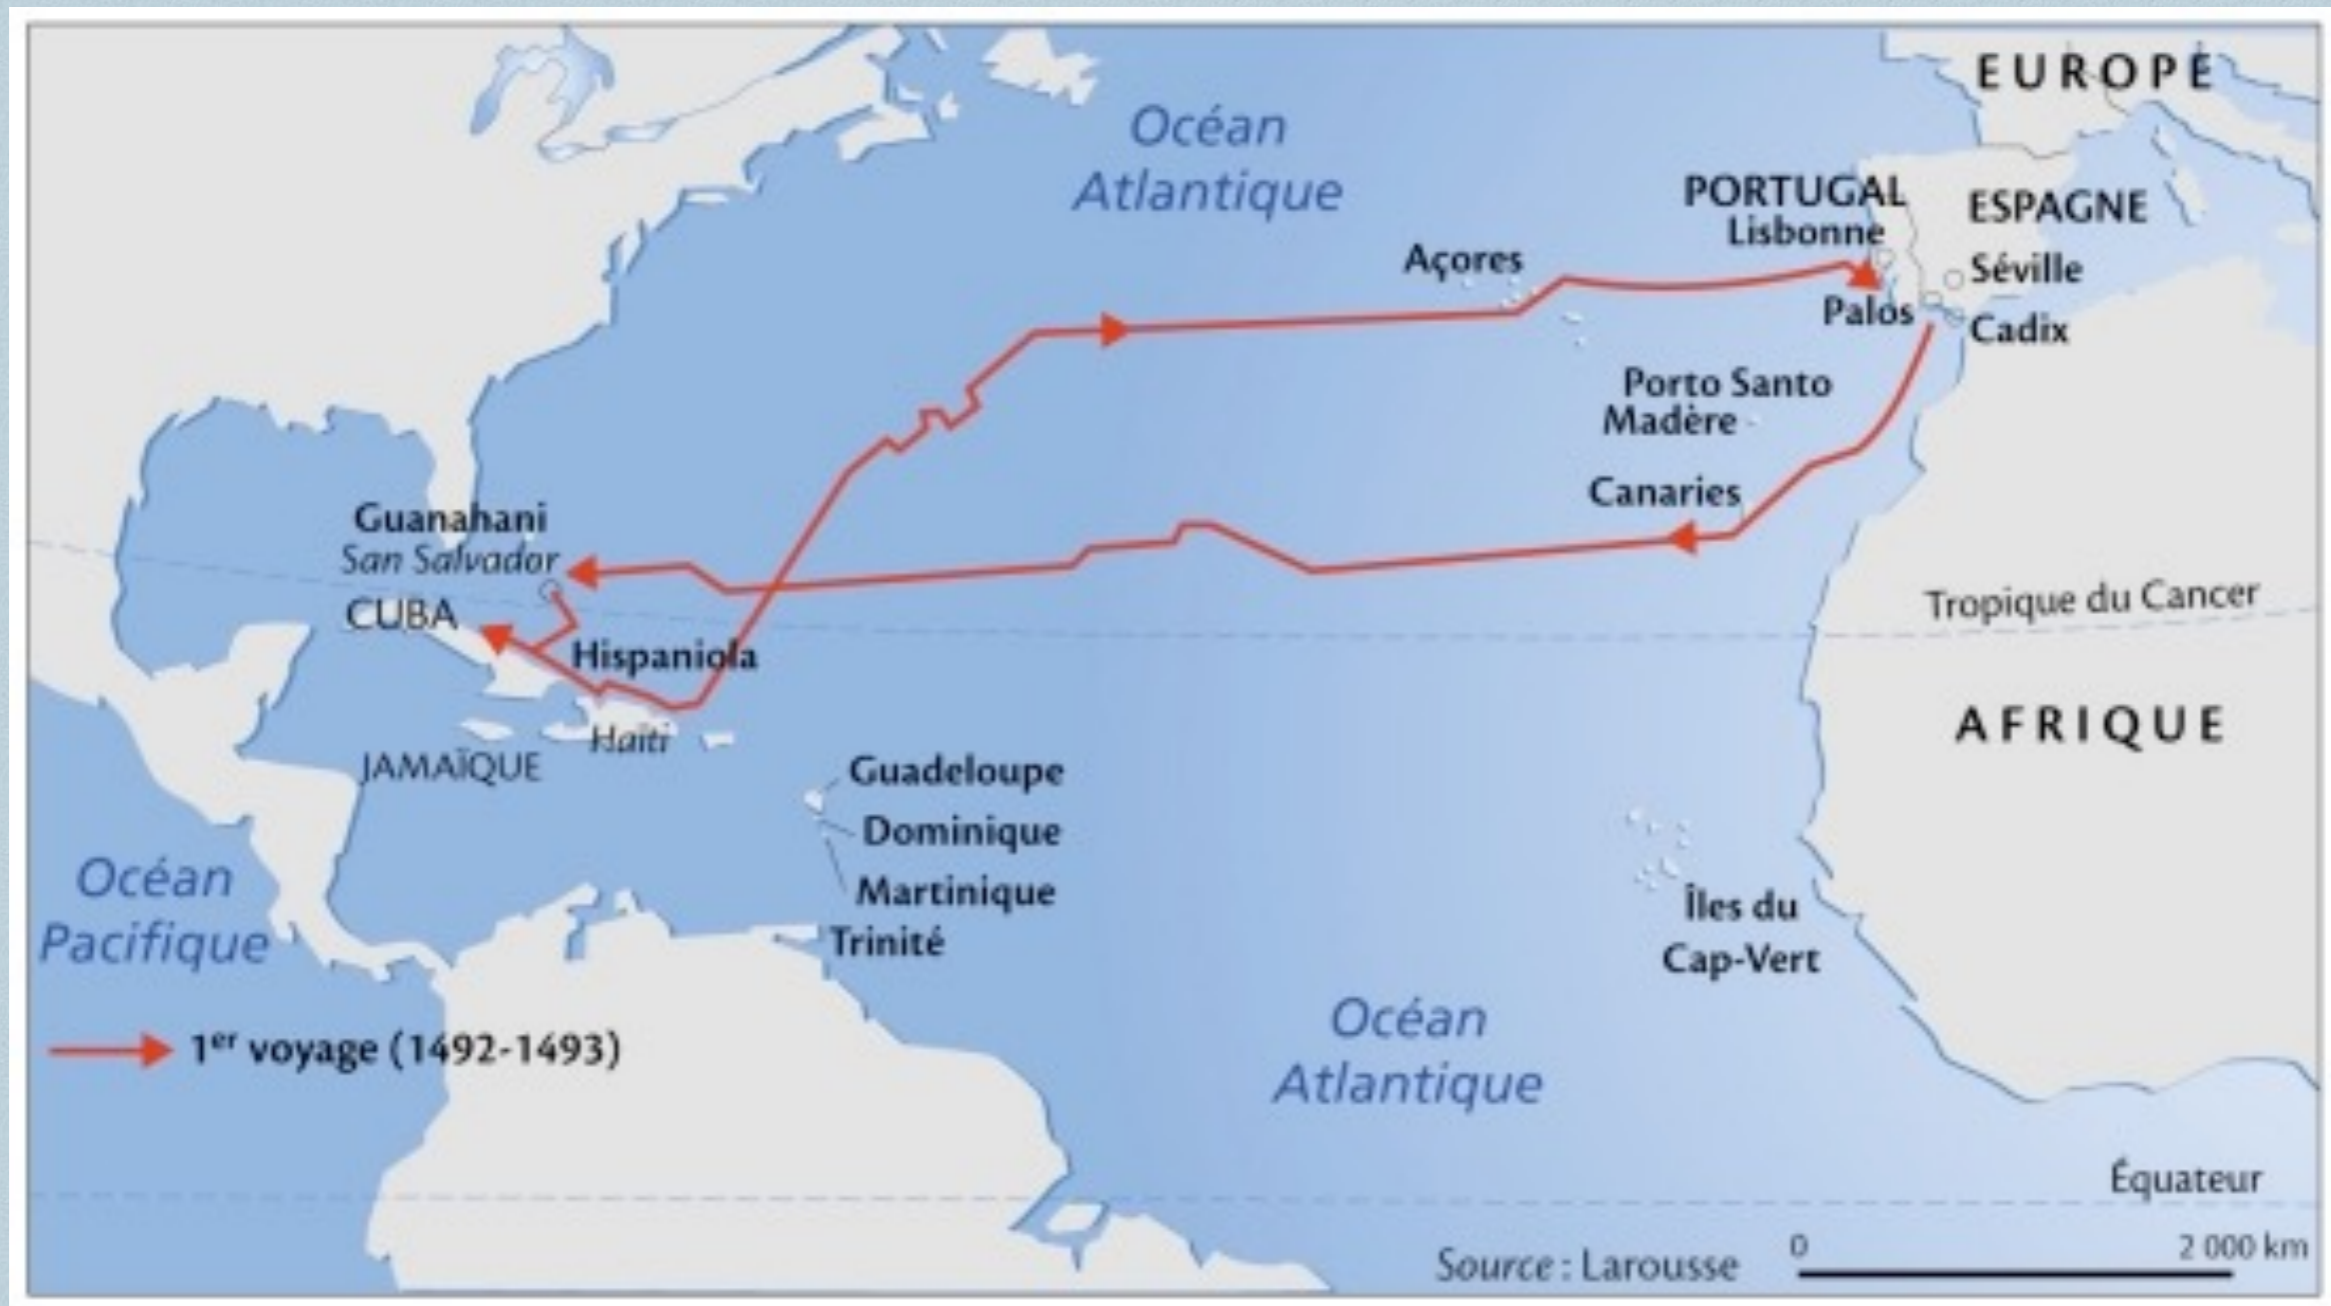 EUROPE
Océan
Atlantique
PORTUGAL
Lisbonne
ESPAGNE
Açores
Séville
Palos
Cadix
Porto Santo
Madère
Canaries
Guanahani
San Salvador
CUBA
Tropique du Cancer
Hispaniola
Haïti
AFRIQUE
JAMAÏQUE
Guadeloupe
Dominique
Martinique
Trinité
Océan
Pacifique
Îles du
Cap-Vert
Océan
Atlantique
1er voyage (1492-1493)
Équateur
Source : Larousse
0
2 000 km